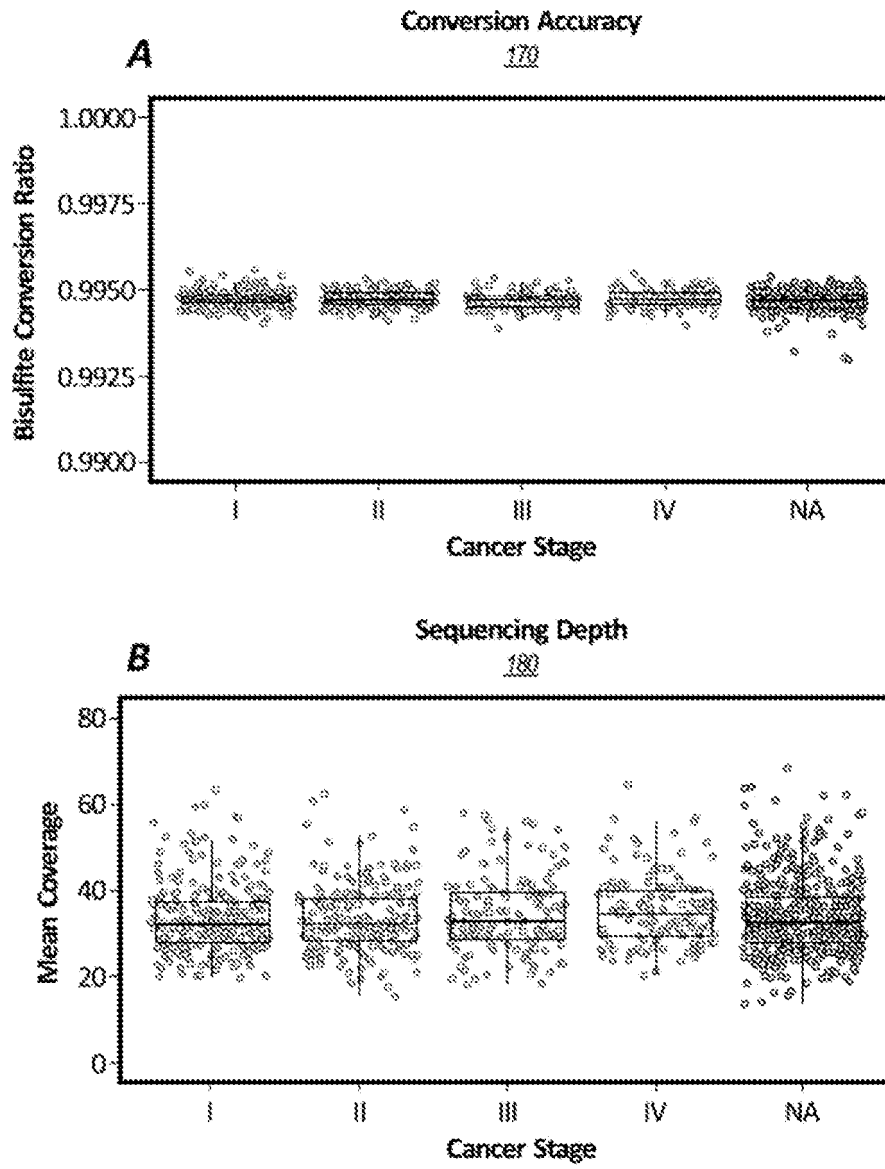 Conversion Accuracy
A
170
Bisulfite Conversion Ratio
1.0000
0.9975
0.9950
0.9925
0.9900
I II III IV NA
Cancer Stage
Sequencing Depth
B
180
Mean Coverage
80
60
40
20
0
I II III IV NA
Cancer Stage